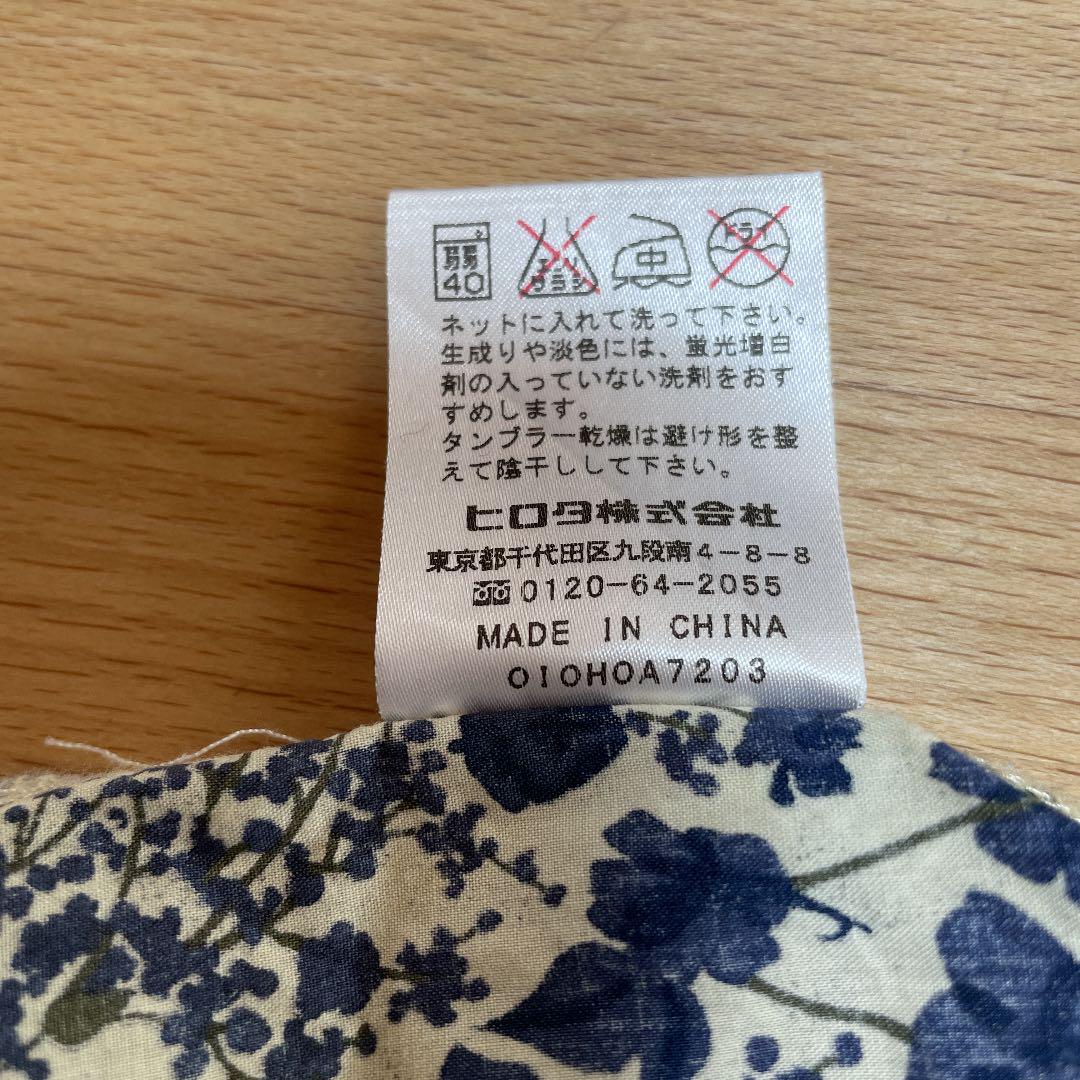 弱 エンソ サラシ 中 ドライ
40
ネットに入れて洗って下さい。
生成りや淡色には、蛍光増白
剤の入っていない洗剤をおす
すめします。
タンブラー乾燥は避け形を整
えて陰干しして下さい。
ヒロタ株式会社
東京都千代田区九段南4-8-8
0120-64-2055
MADE IN CHINA
OIOHOA7203